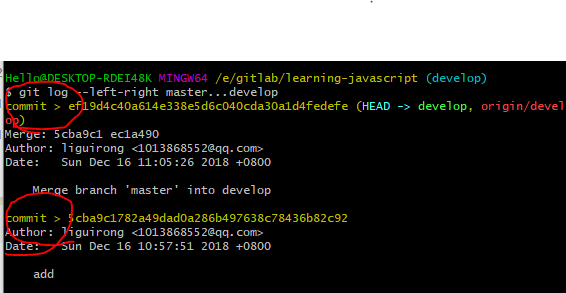 Hello@DESKTOP-RDEI48K MINGW64 /e/gitlab/learning-javascript (develop)
$ git log --left-right master...develop
commit > ef19d4c40a614e338e5d6c040cda30a1d4fedefe (HEAD -> develop, origin/devel
op)
Merge: 5cba9c1 ec1a490
Author: liguirong <1013868552@qq.com>
Date:   Sun Dec 16 11:05:26 2018 +0800
    Merge branch 'master' into develop
commit > 5cba9c1782a49dad0a286b497638c78436b82c92
Author: liguirong <1013868552@qq.com>
Date:   Sun Dec 16 10:57:51 2018 +0800
    add